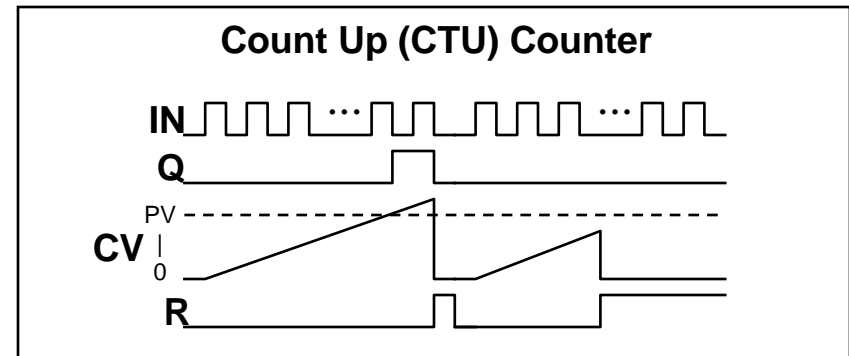 Count Up (CTU) Counter
IN ... ...
Q
PV
CV |
0
R